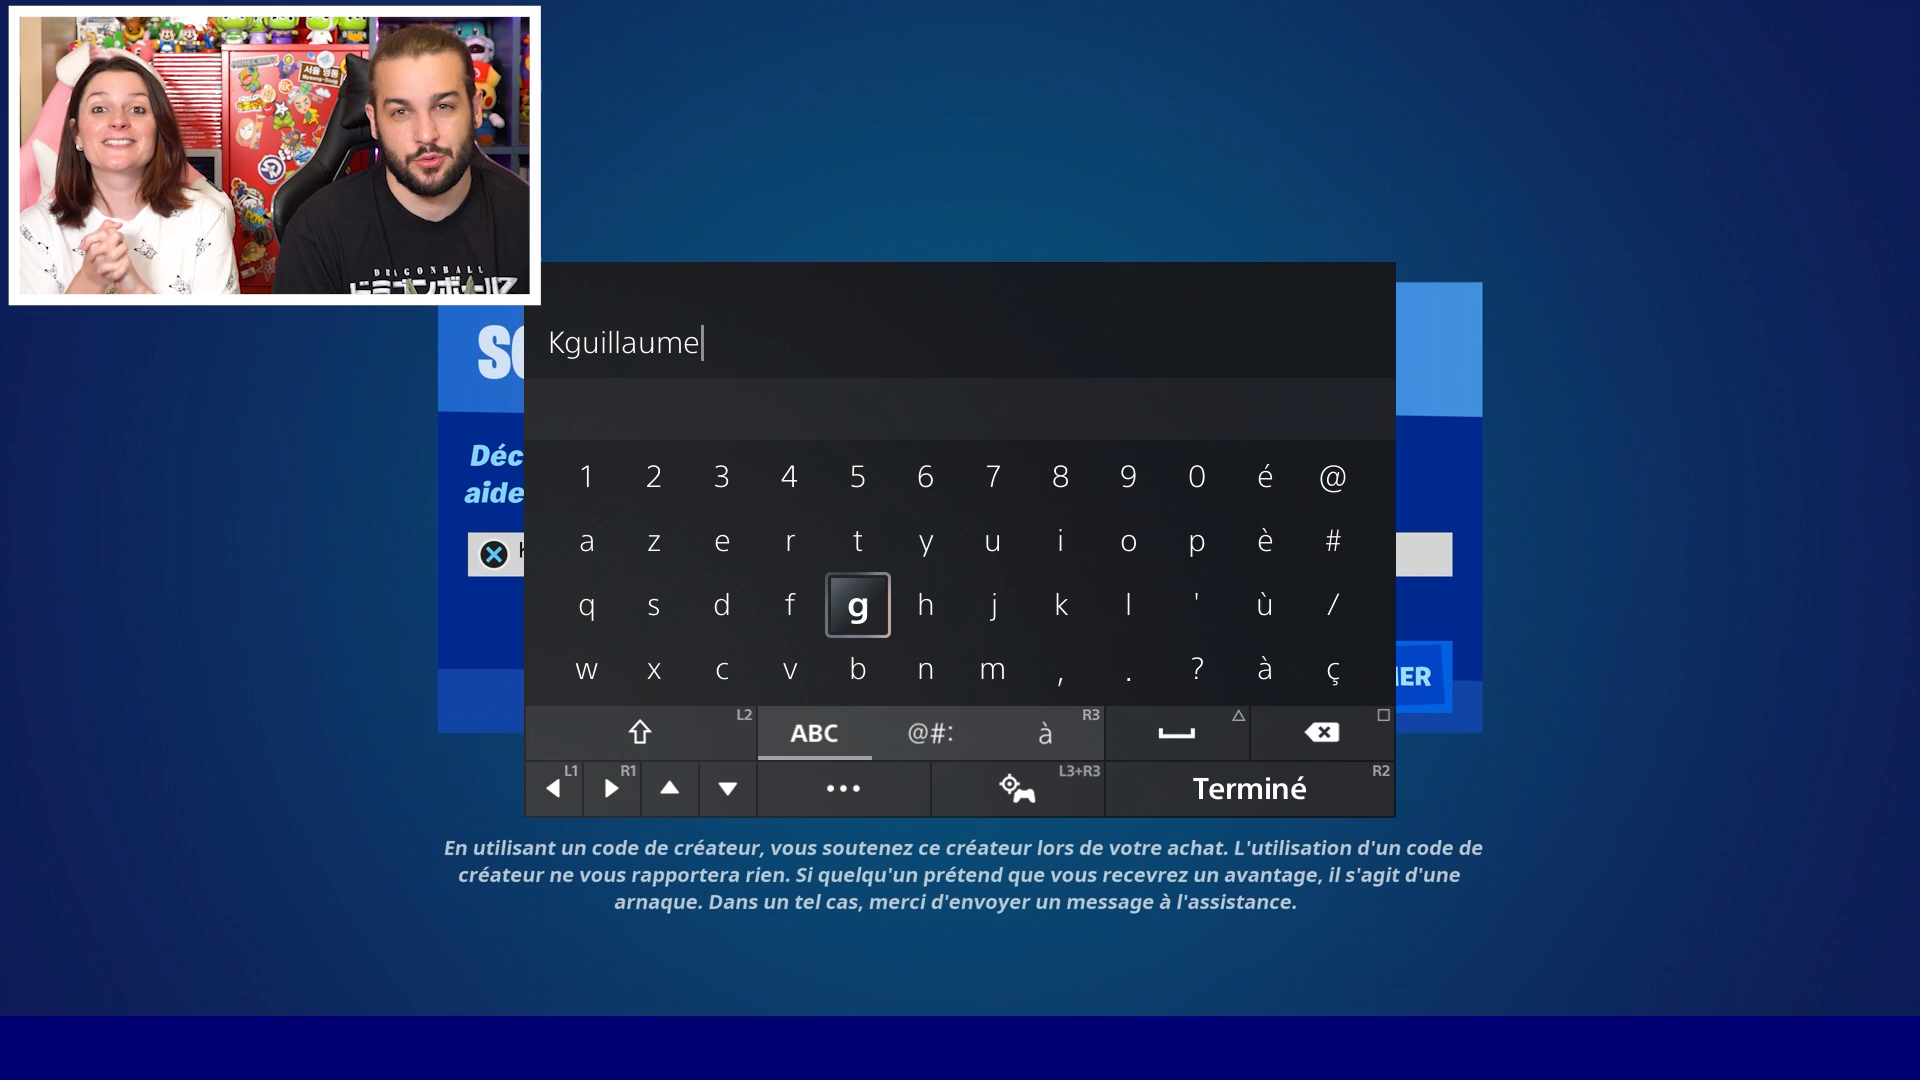 DRAGONBALL
Kguillaume
SO
Déc
aide
1 2 3 4 5 6 7 8 9 0 é @
a z e r t y u i o p è #
q s d f g h j k l ' ù /
w x c v b n m , . ? à ç
L2 ABC @#: à R3
L1 R1 ... L3+R3 Terminé R2
ER
En utilisant un code de créateur, vous soutenez ce créateur lors de votre achat. L'utilisation d'un code de
créateur ne vous rapportera rien. Si quelqu'un prétend que vous recevrez un avantage, il s'agit d'une
arnaque. Dans un tel cas, merci d'envoyer un message à l'assistance.